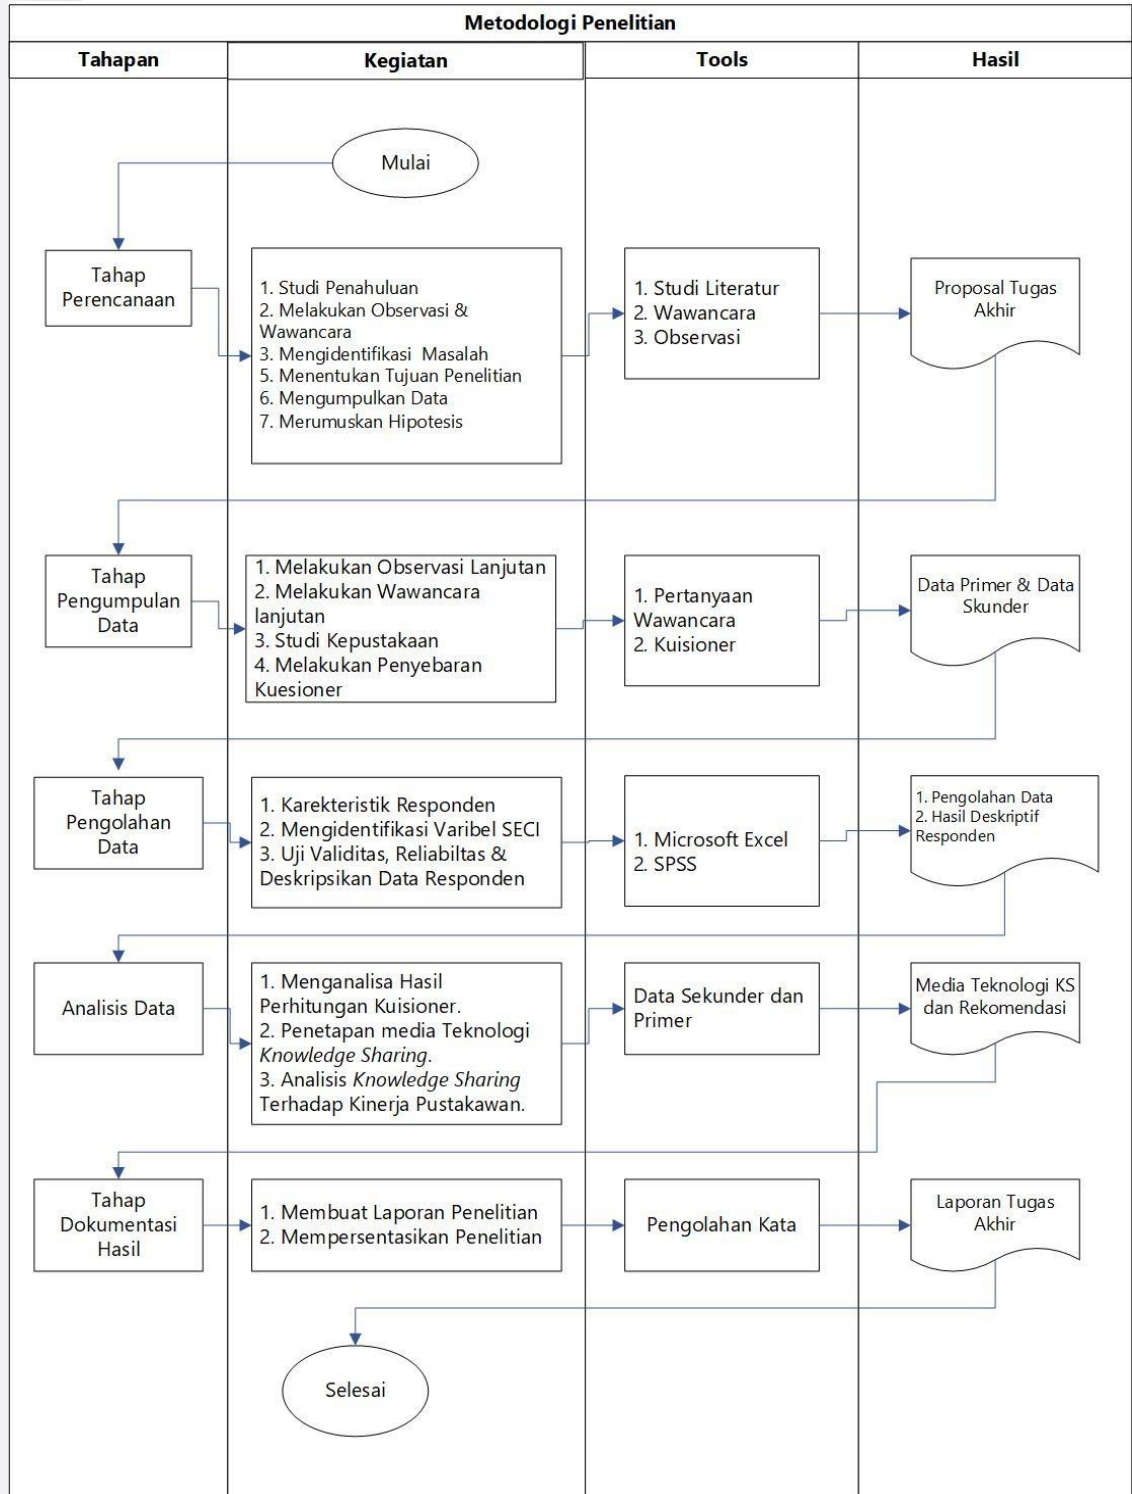 Metodologi Penelitian
Tahapan
Kegiatan
Tools
Hasil
Mulai
Tahap
Perencanaan
1. Studi Penahuluan
2. Melakukan Observasi &
Wawancara
3. Mengidentifikasi  Masalah
5. Menentukan Tujuan Penelitian
6. Mengumpulkan Data
7. Merumuskan Hipotesis
1. Studi Literatur
2. Wawancara
3. Observasi
Proposal Tugas
Akhir
Tahap
Pengumpulan
Data
1. Melakukan Observasi Lanjutan
2. Melakukan Wawancara
lanjutan
3. Studi Kepustakaan
4. Melakukan Penyebaran
Kuesioner
1. Pertanyaan
Wawancara
2. Kuisioner
Data Primer & Data
Skunder
Tahap
Pengolahan
Data
1. Karekteristik Responden
2. Mengidentifikasi Varibel SECI
3. Uji Validitas, Reliabiltas &
Deskripsikan Data Responden
1. Microsoft Excel
2. SPSS
1. Pengolahan Data
2. Hasil Deskriptif
Responden
Analisis Data
1. Menganalisa Hasil
Perhitungan Kuisioner.
2. Penetapan media Teknologi
Knowledge Sharing.
3. Analisis Knowledge Sharing
Terhadap Kinerja Pustakawan.
Data Sekunder dan
Primer
Media Teknologi KS
dan Rekomendasi
Tahap
Dokumentasi
Hasil
1. Membuat Laporan Penelitian
2. Mempersentasikan Penelitian
Pengolahan Kata
Laporan Tugas
Akhir
Selesai